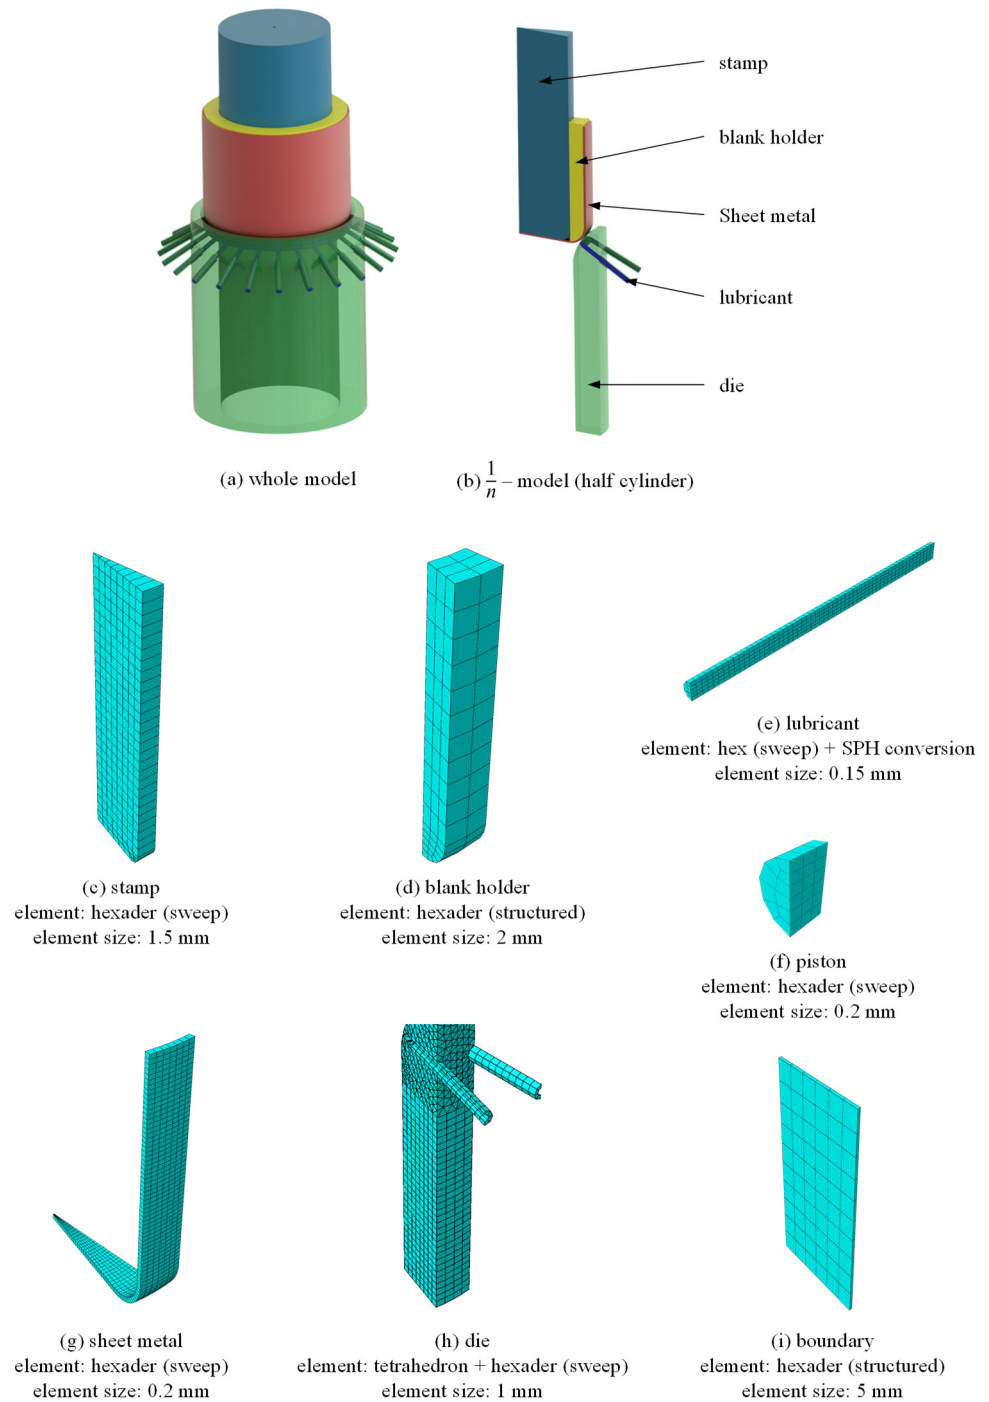 stamp
blank holder
Sheet metal
lubricant
die
(a) whole model
(b) 1/n – model (half cylinder)
(c) stamp
element: hexader (sweep)
element size: 1.5 mm
(d) blank holder
element: hexader (structured)
element size: 2 mm
(e) lubricant
element: hex (sweep) + SPH conversion
element size: 0.15 mm
(f) piston
element: hexader (sweep)
element size: 0.2 mm
(g) sheet metal
element: hexader (sweep)
element size: 0.2 mm
(h) die
element: tetrahedron + hexader (sweep)
element size: 1 mm
(i) boundary
element: hexader (structured)
element size: 5 mm